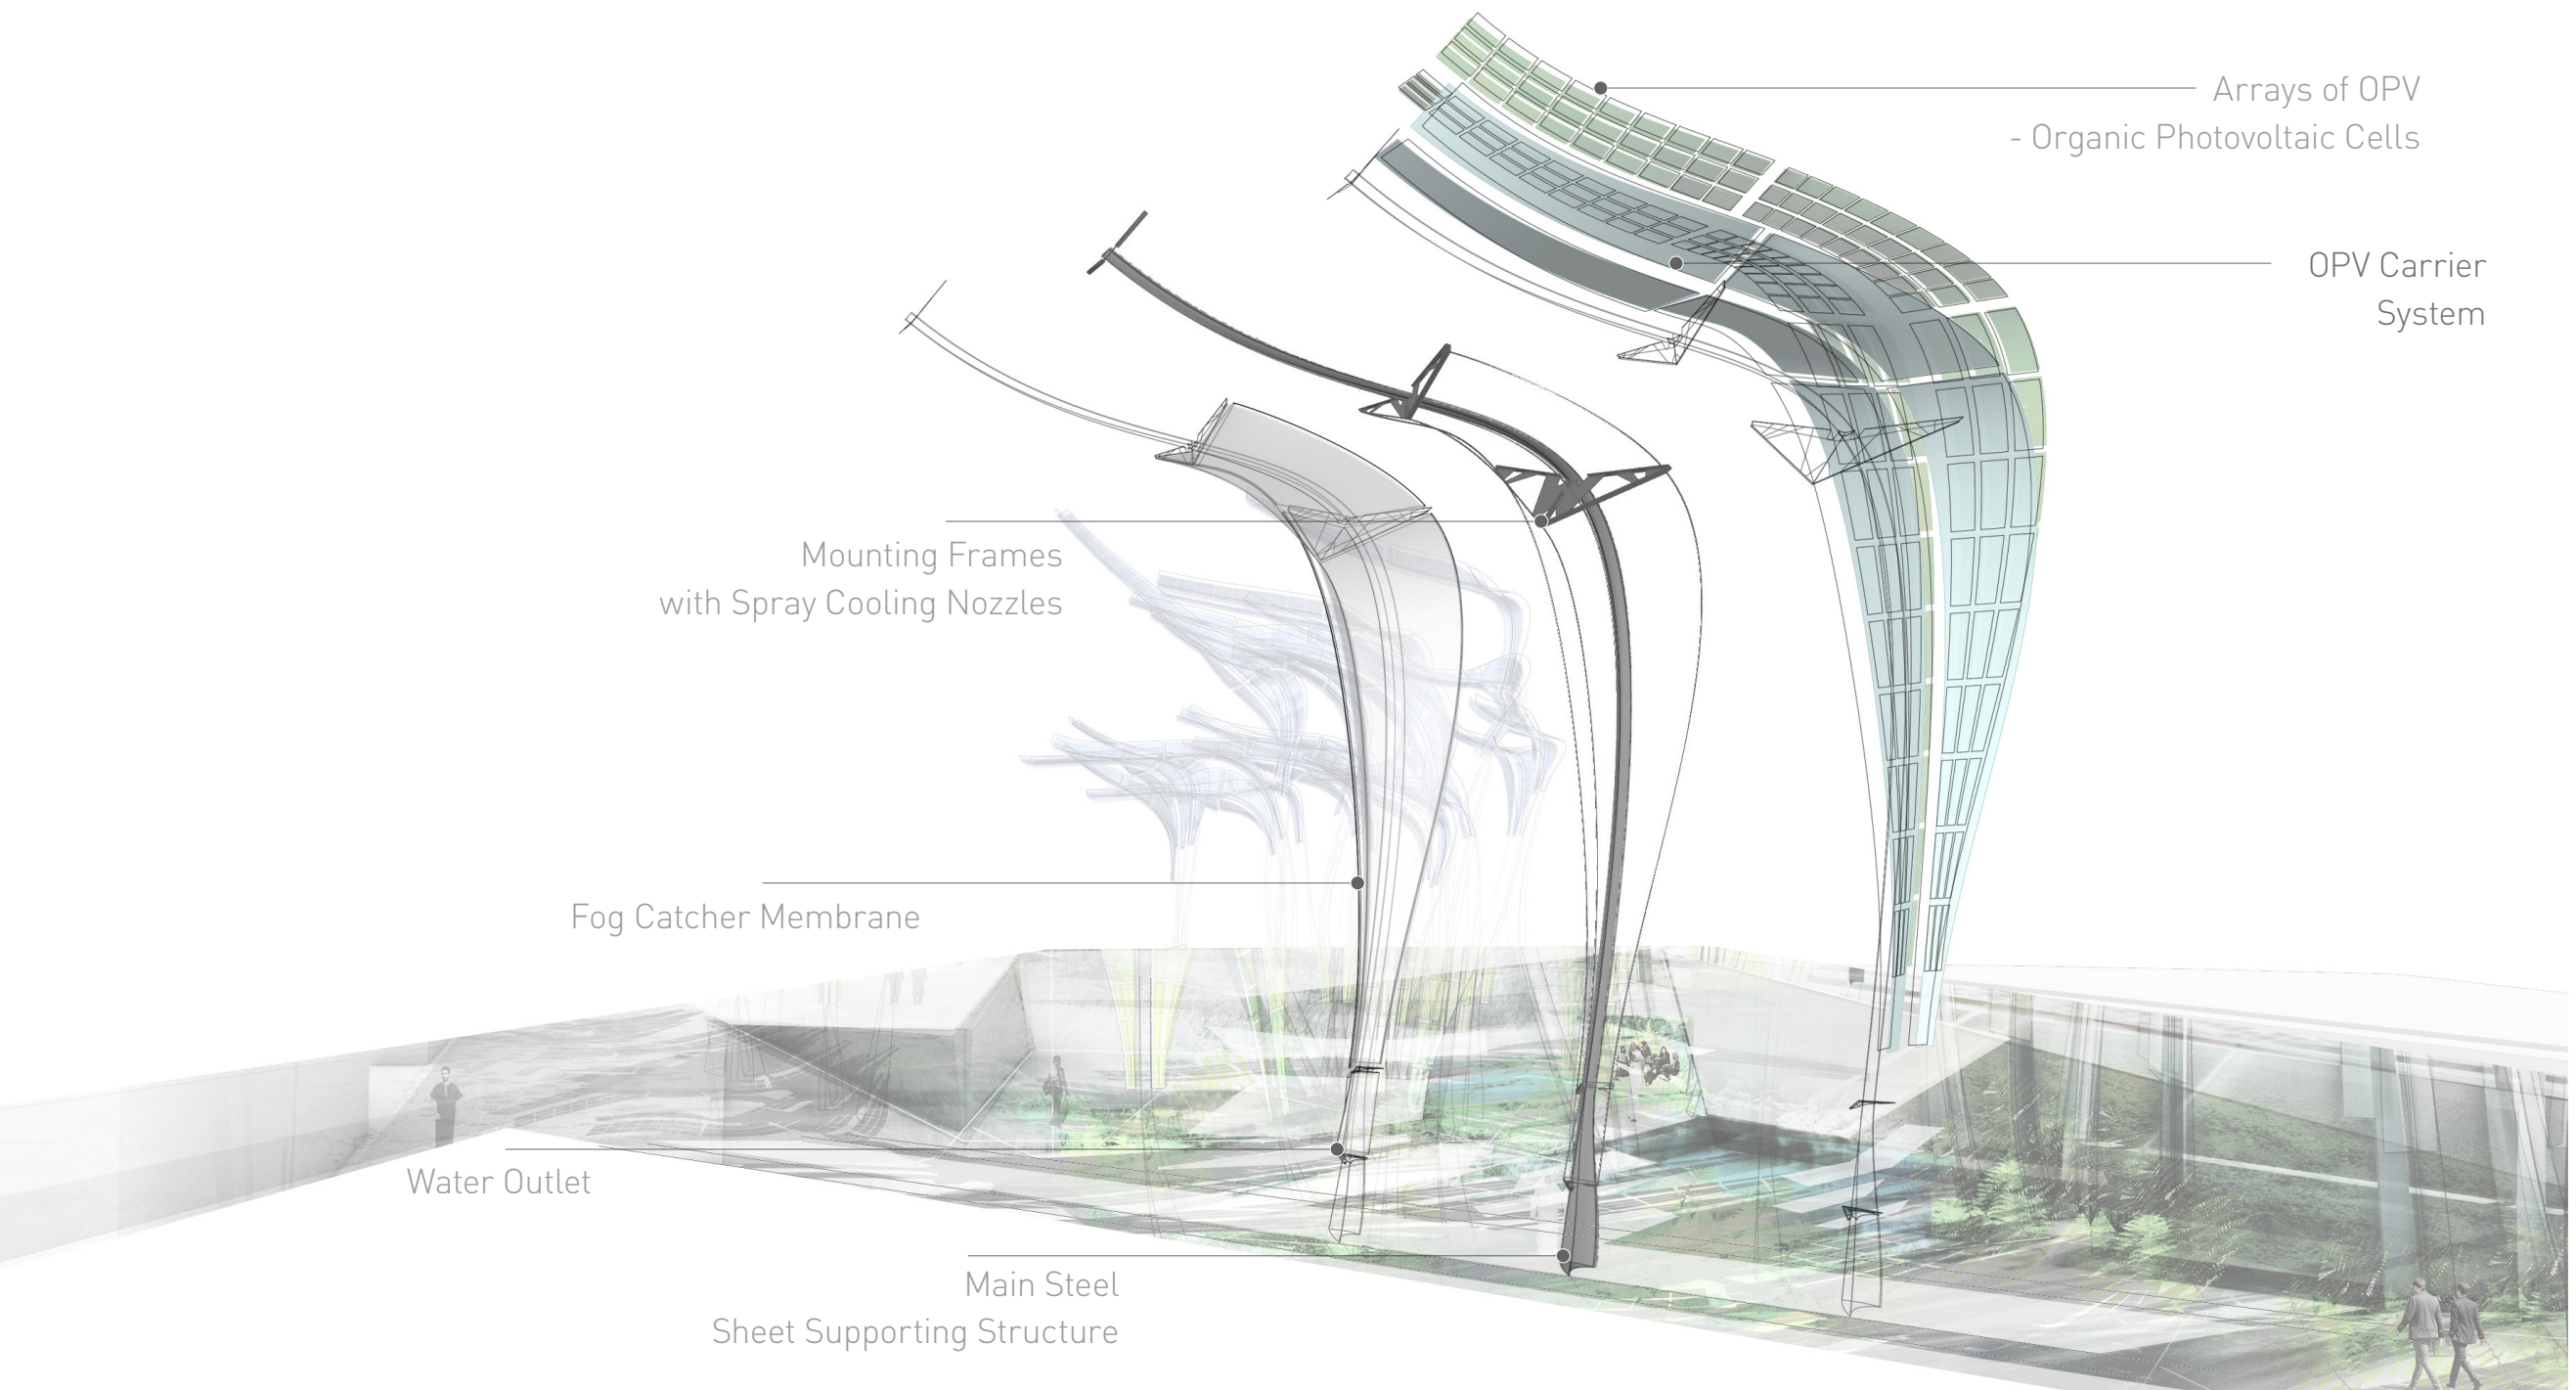 Arrays of OPV
- Organic Photovoltaic Cells
OPV Carrier
System
Mounting Frames
with Spray Cooling Nozzles
Fog Catcher Membrane
Water Outlet
Main Steel
Sheet Supporting Structure